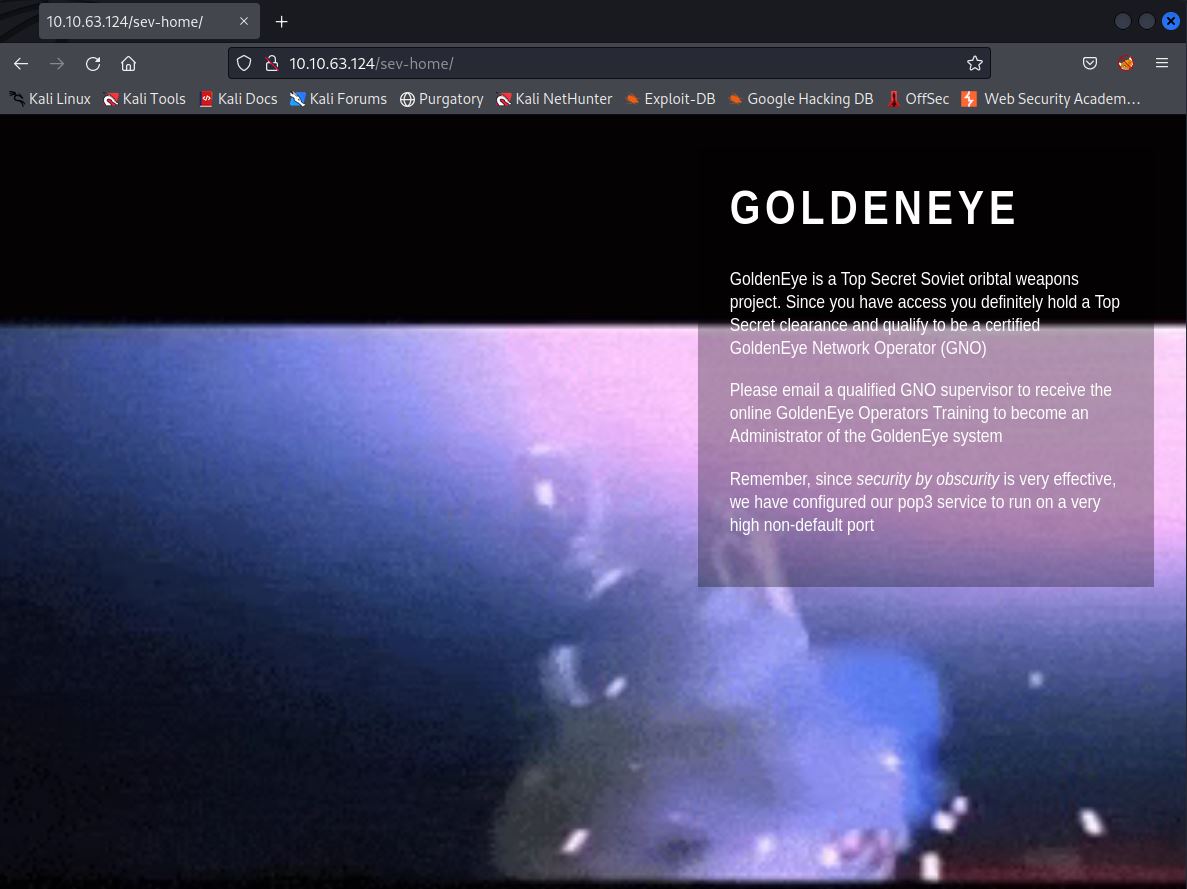 10.10.63.124/sev-home/
10.10.63.124/sev-home/
Kali Linux Kali Tools Kali Docs Kali Forums Purgatory Kali NetHunter Exploit-DB Google Hacking DB OffSec Web Security Academ…
GOLDENEYE
GoldenEye is a Top Secret Soviet oribtal weapons
project. Since you have access you definitely hold a Top
Secret clearance and qualify to be a certified
GoldenEye Network Operator (GNO)
Please email a qualified GNO supervisor to receive the
online GoldenEye Operators Training to become an
Administrator of the GoldenEye system
Remember, since security by obscurity is very effective,
we have configured our pop3 service to run on a very
high non-default port